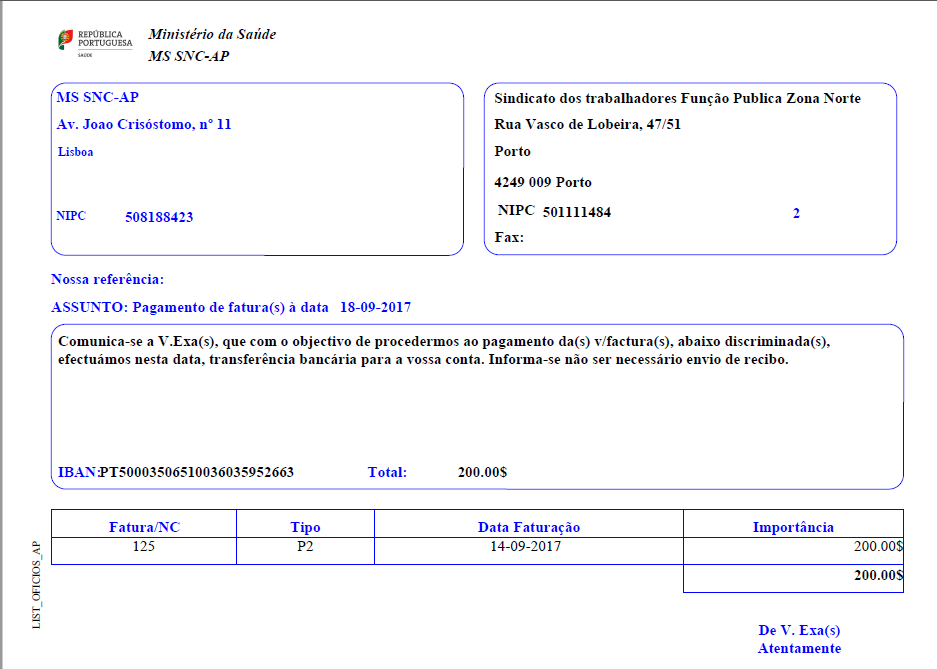 REPÚBLICA
PORTUGUESA
SAÚDE
Ministério da Saúde
MS SNC-AP
MS SNC-AP
Av. Joao Crisóstomo, nº 11
Lisboa
NIPC 508188423
Sindicato dos trabalhadores Função Publica Zona Norte
Rua Vasco de Lobeira, 47/51
Porto
4249 009 Porto
NIPC 501111484 2
Fax:
Nossa referência:
ASSUNTO: Pagamento de fatura(s) à data 18-09-2017
Comunica-se a V.Exa(s), que com o objectivo de procedermos ao pagamento da(s) v/factura(s), abaixo discriminada(s),
efectuámos nesta data, transferência bancária para a vossa conta. Informa-se não ser necessário envio de recibo.
IBAN:PT50003506510036035952663 Total: 200.00$
Fatura/NC Tipo Data Faturação Importância
125 P2 14-09-2017 200.00$
200.00$
LIST_OFICIOS_AP
De V. Exa(s)
Atentamente